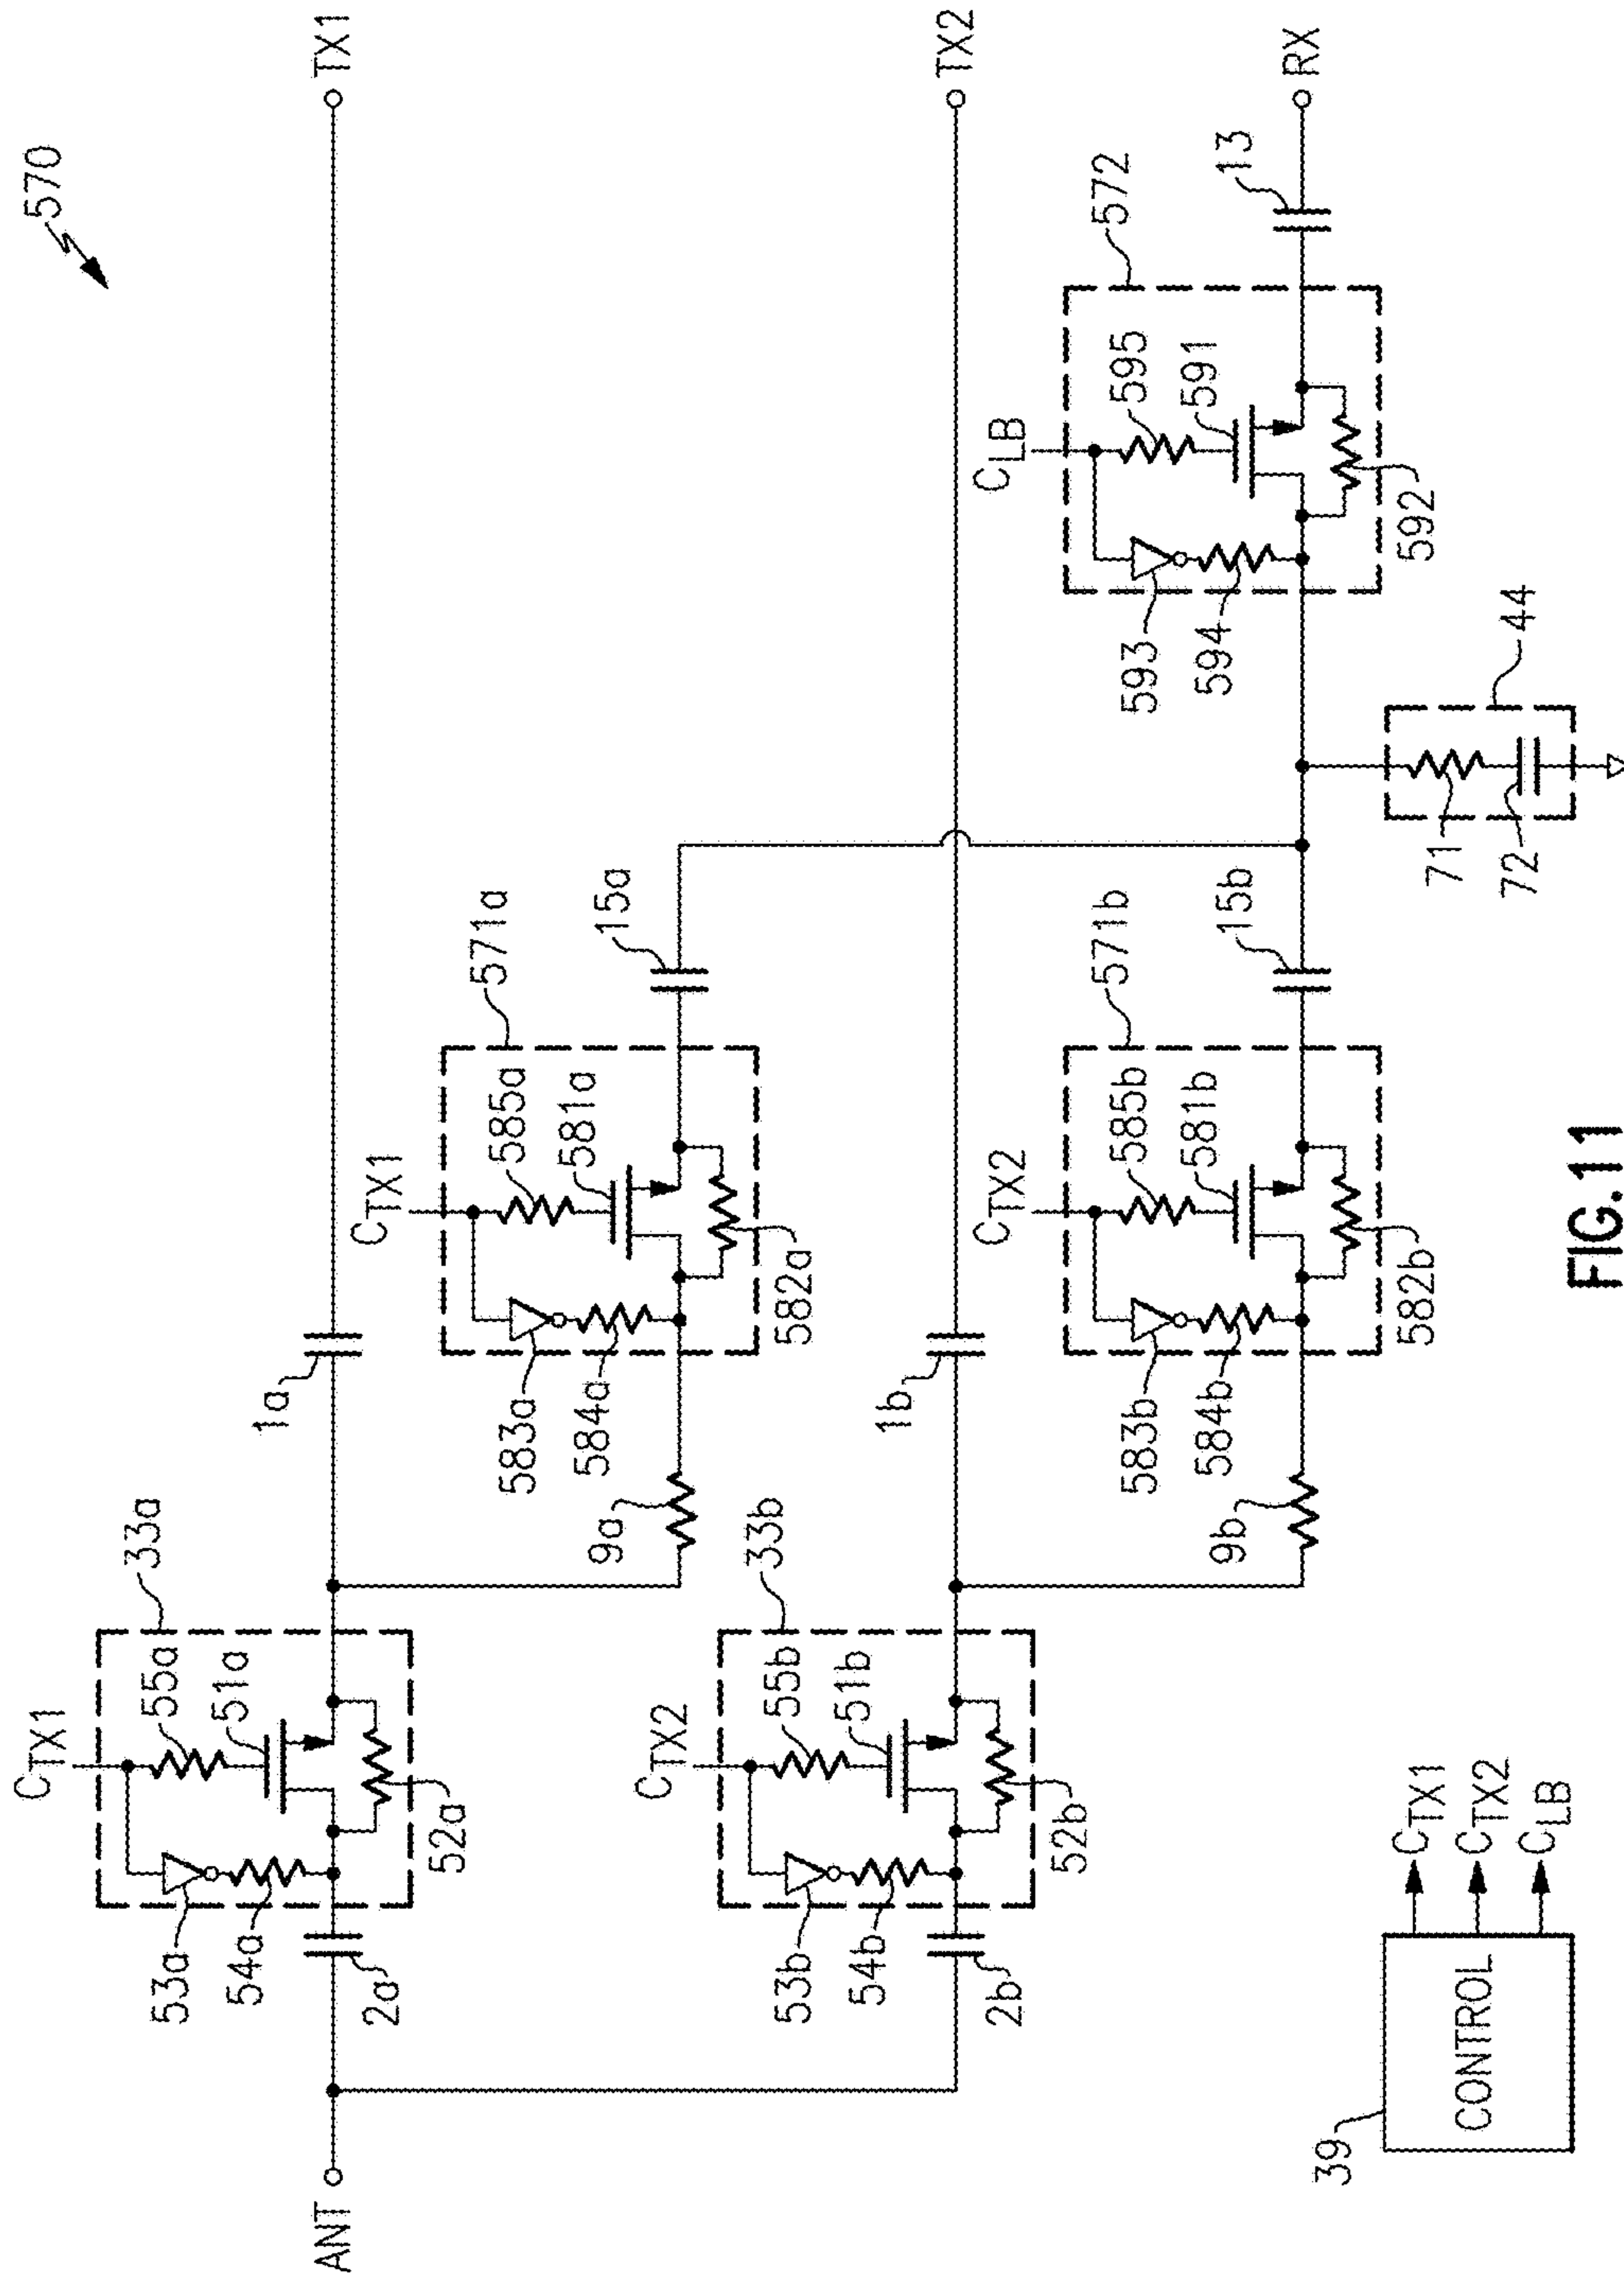 570
TX1
TX2
RX
ANT
C_TX1
33a
55a
51a
53a
54a
52a
2a
1a
C_TX1
571a
585a
581a
583a
584a
582a
9a
15a
C_TX2
33b
55b
51b
53b
54b
52b
2b
1b
C_TX2
571b
585b
581b
583b
584b
582b
9b
15b
C_LB
572
595
591
593
594
592
13
44
71
72
39
CONTROL
C_TX1
C_TX2
C_LB
FIG.11